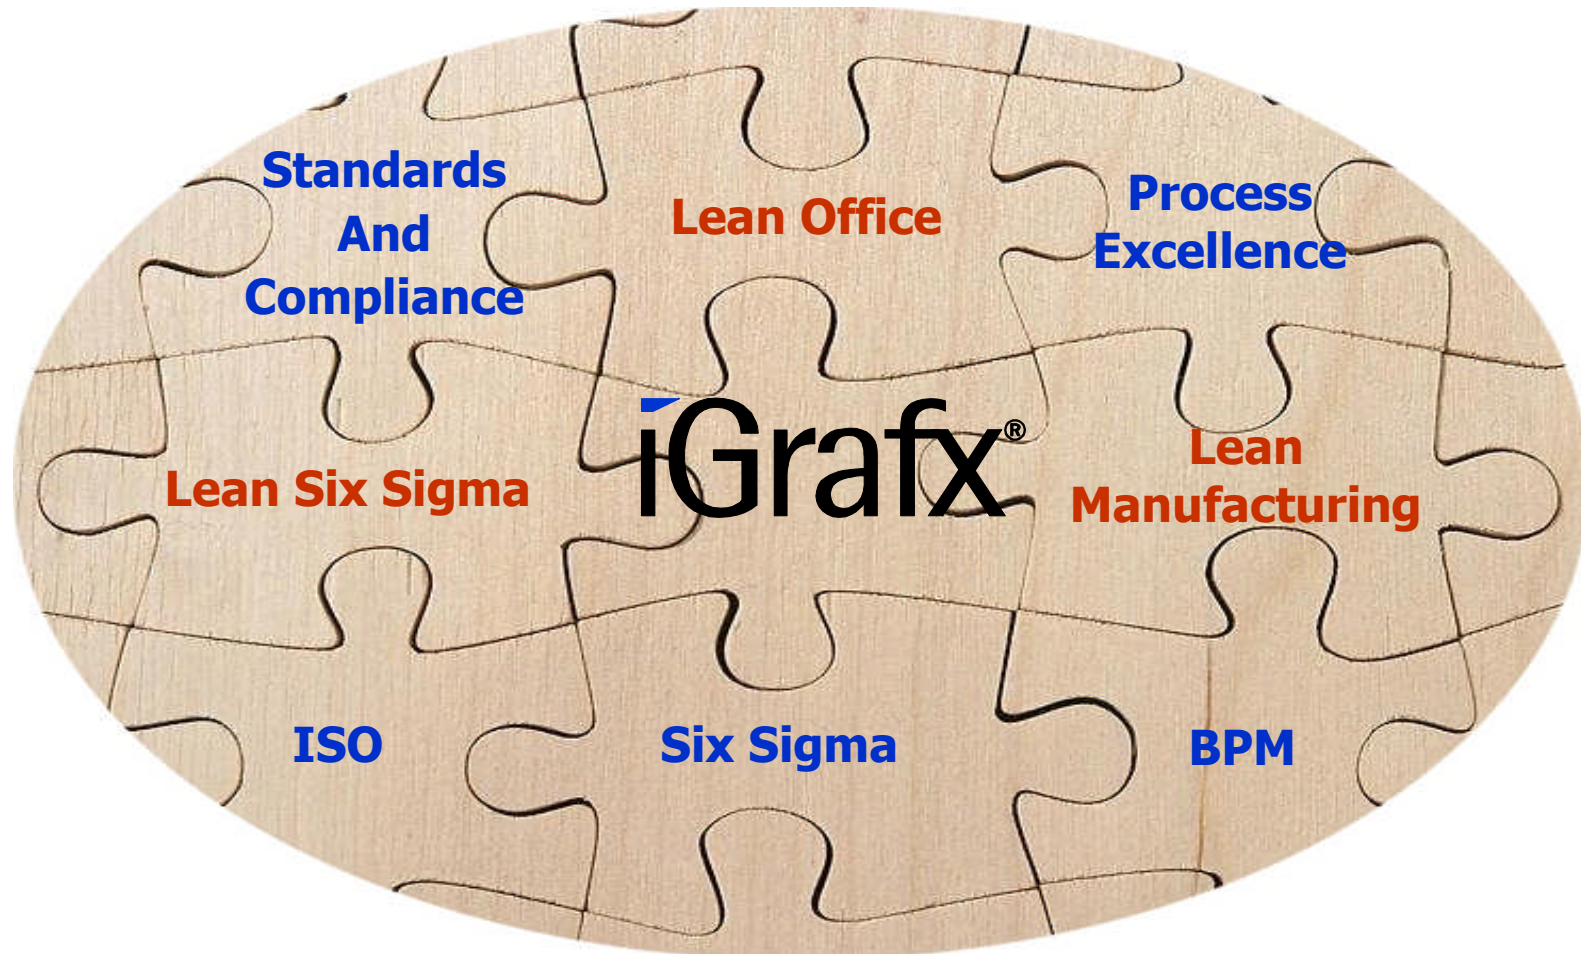 Standards
And
Compliance
Lean Office
Process
Excellence
Lean Six Sigma
iGrafx®
Lean
Manufacturing
ISO
Six Sigma
BPM